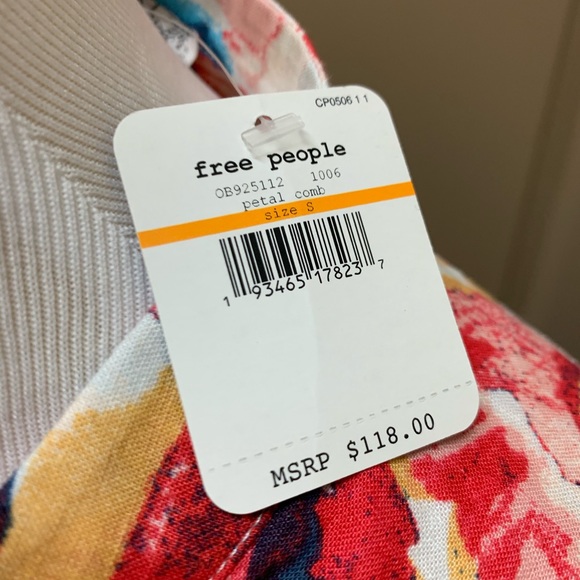 CP0506 1 1
free people
OB925112 1006
petal comb
size S
1 93465 17823 7
MSRP $118.00